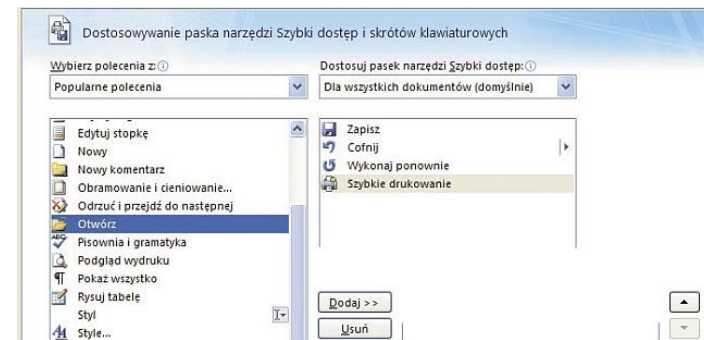 Dostosowywanie paska narzędzi Szybki dostęp i skrótów klawiaturowych
Wybierz polecenia z:
Popularne polecenia
Edytuj stopkę
Nowy
Nowy komentarz
Obramowanie i cieniowanie...
Odrzuć i przejdź do następnej
Otwórz
Pisownia i gramatyka
Podgląd wydruku
Pokaż wszystko
Rysuj tabelę
Styl
Style...
Dostosuj pasek narzędzi Szybki dostęp:
Dla wszystkich dokumentów (domyślnie)
Zapisz
Cofnij
Wykonaj ponownie
Szybkie drukowanie
Dodaj >>
Usuń